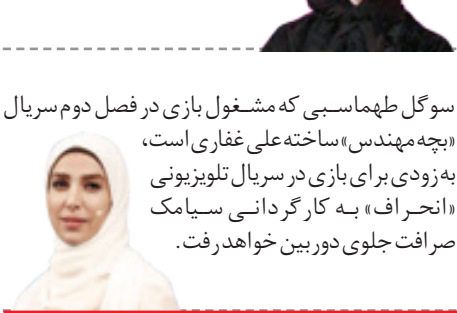 سوگل طهماسبی که مشغول بازی در فصل دوم سریال
«بچه‌مهندس» ساخته علی غفاری است،
به‌زودی برای بازی در سریال تلویزیونی
«انحراف» به کارگردانی سیامک
صرافت جلوی دوربین خواهد رفت.